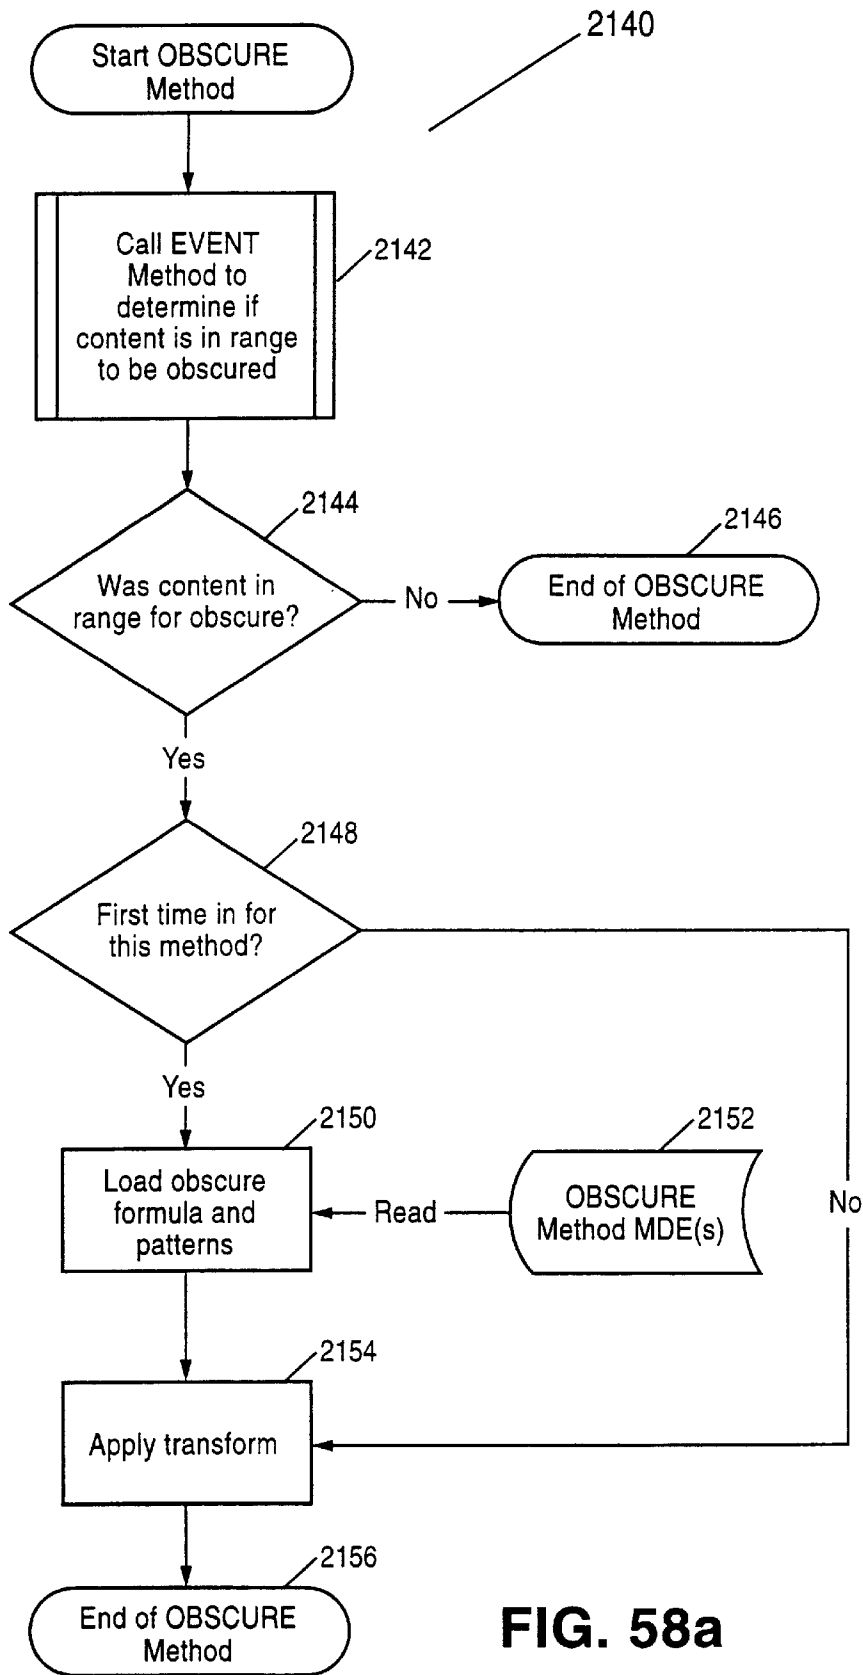 2140
Start OBSCURE
Method
Call EVENT
Method to
determine if
content is in range
to be obscured
2142
2144
Was content in
range for obscure?
No
2146
End of OBSCURE
Method
Yes
2148
First time in for
this method?
Yes
2150
Load obscure
formula and
patterns
Read
2152
OBSCURE
Method MDE(s)
No
2154
Apply transform
2156
End of OBSCURE
Method
FIG. 58a